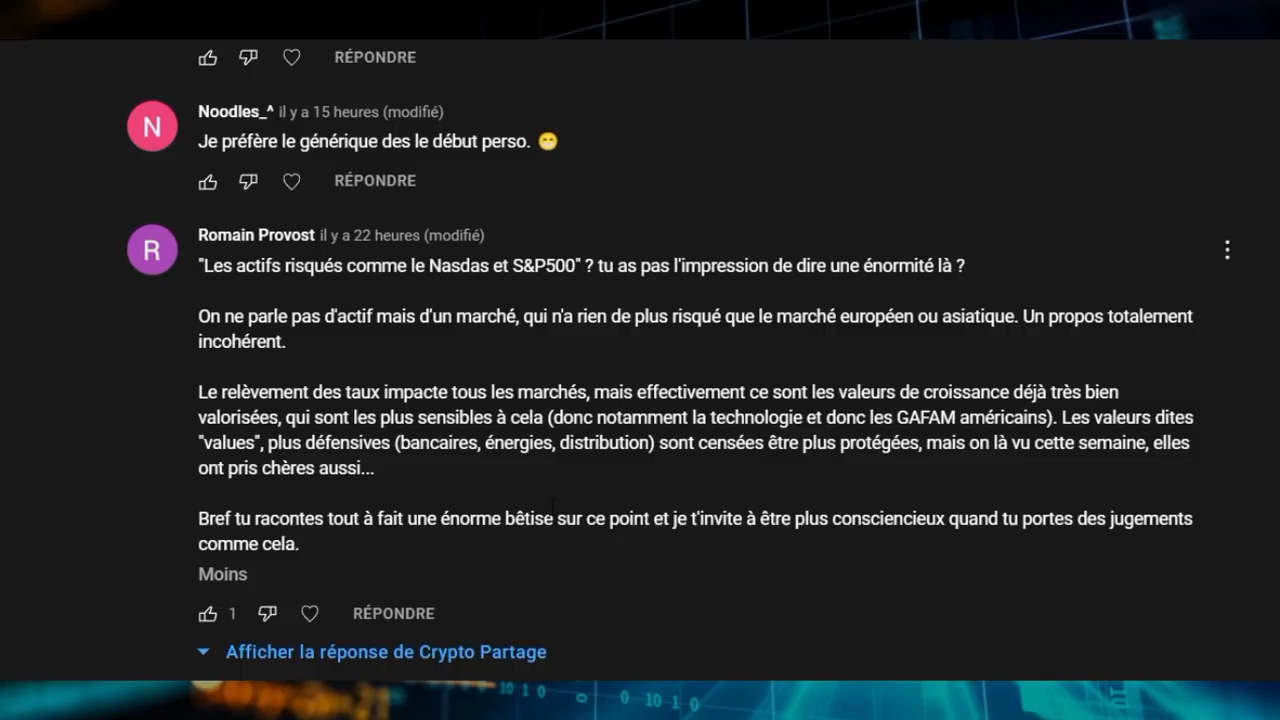 RÉPONDRE
N
Noodles_^ il y a 15 heures (modifié)
Je préfère le générique des le début perso. 😁
RÉPONDRE
R
Romain Provost il y a 22 heures (modifié)
"Les actifs risqués comme le Nasdas et S&P500" ? tu as pas l'impression de dire une énormité là ?
On ne parle pas d'actif mais d'un marché, qui n'a rien de plus risqué que le marché européen ou asiatique. Un propos totalement
incohérent.
Le relèvement des taux impacte tous les marchés, mais effectivement ce sont les valeurs de croissance déjà très bien
valorisées, qui sont les plus sensibles à cela (donc notamment la technologie et donc les GAFAM américains). Les valeurs dites
"values", plus défensives (bancaires, énergies, distribution) sont censées être plus protégées, mais on là vu cette semaine, elles
ont pris chères aussi...
Bref tu racontes tout à fait une énorme bêtise sur ce point et je t'invite à être plus consciencieux quand tu portes des jugements
comme cela.
Moins
1
RÉPONDRE
Afficher la réponse de Crypto Partage
10 1 0
0 10 1 0